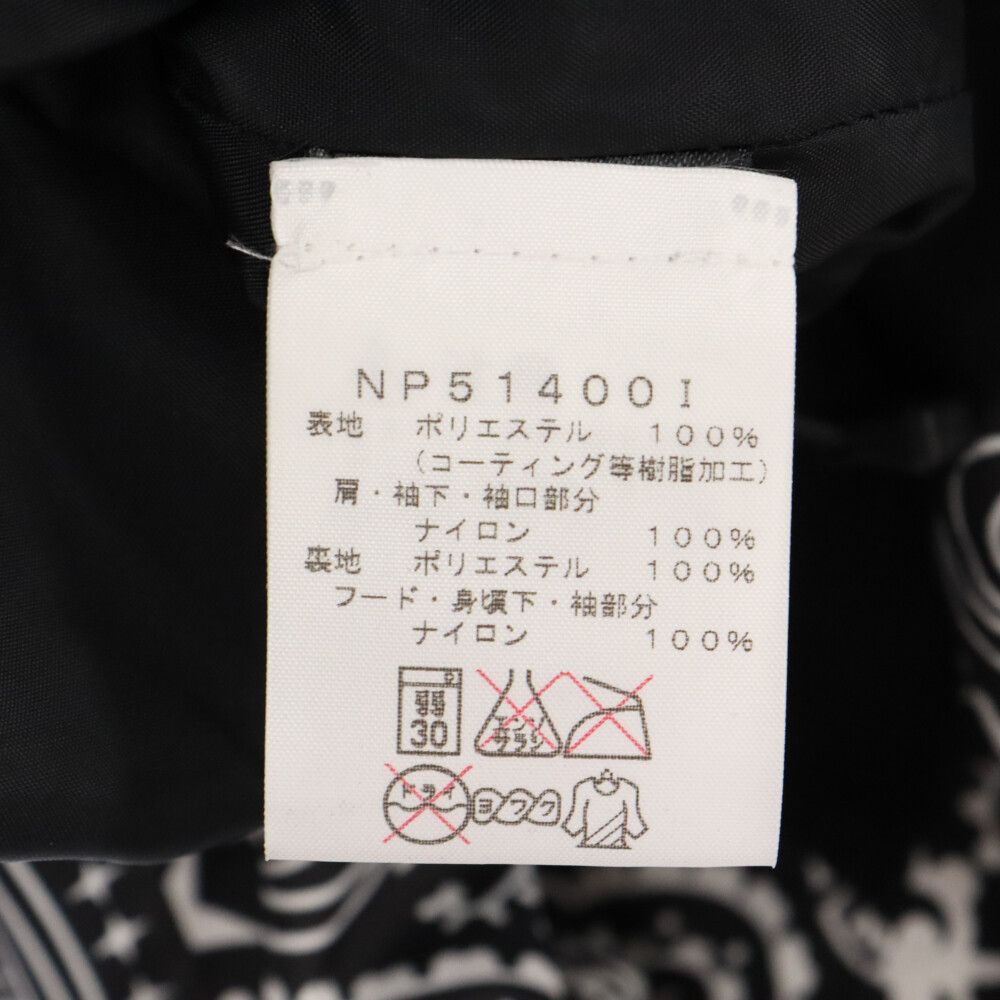 NP51400I
表地 ポリエステル 100%
(コーティング等樹脂加工)
肩・袖下・袖口部分
ナイロン 100%
裏地 ポリエステル 100%
フード・身頃下・袖部分
ナイロン 100%
弱 30 エンソ サラシ
ドライ ヨワク